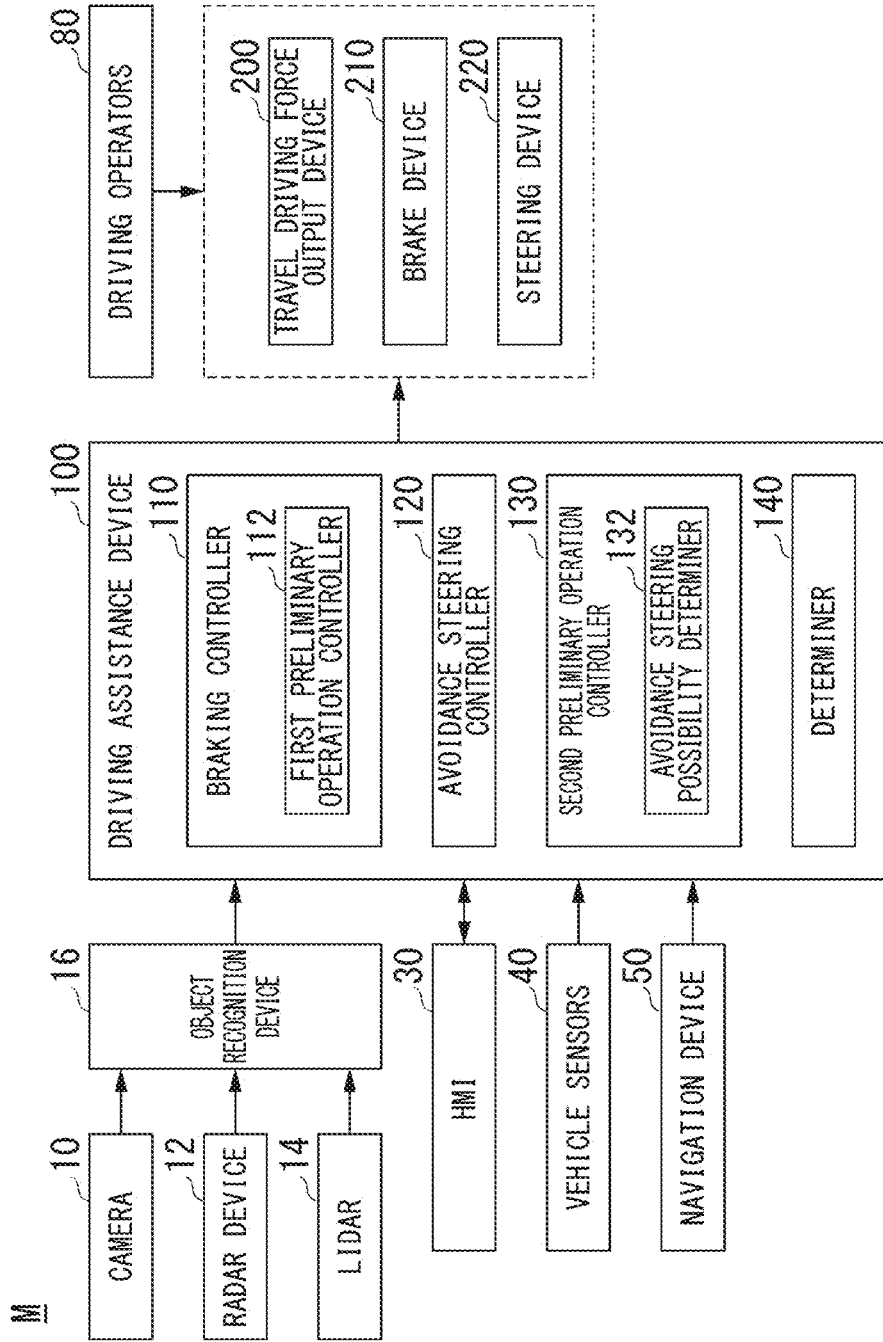 M
10
CAMERA
12
RADAR DEVICE
14
LIDAR
16
OBJECT
RECOGNITION
DEVICE
30
HMI
40
VEHICLE SENSORS
50
NAVIGATION DEVICE
100
DRIVING ASSISTANCE DEVICE
110
BRAKING CONTROLLER
112
FIRST PRELIMINARY
OPERATION CONTROLLER
120
AVOIDANCE STEERING
CONTROLLER
130
SECOND PRELIMINARY OPERATION
CONTROLLER
132
AVOIDANCE STEERING
POSSIBILITY DETERMINER
140
DETERMINER
80
DRIVING OPERATORS
200
TRAVEL DRIVING FORCE
OUTPUT DEVICE
210
BRAKE DEVICE
220
STEERING DEVICE